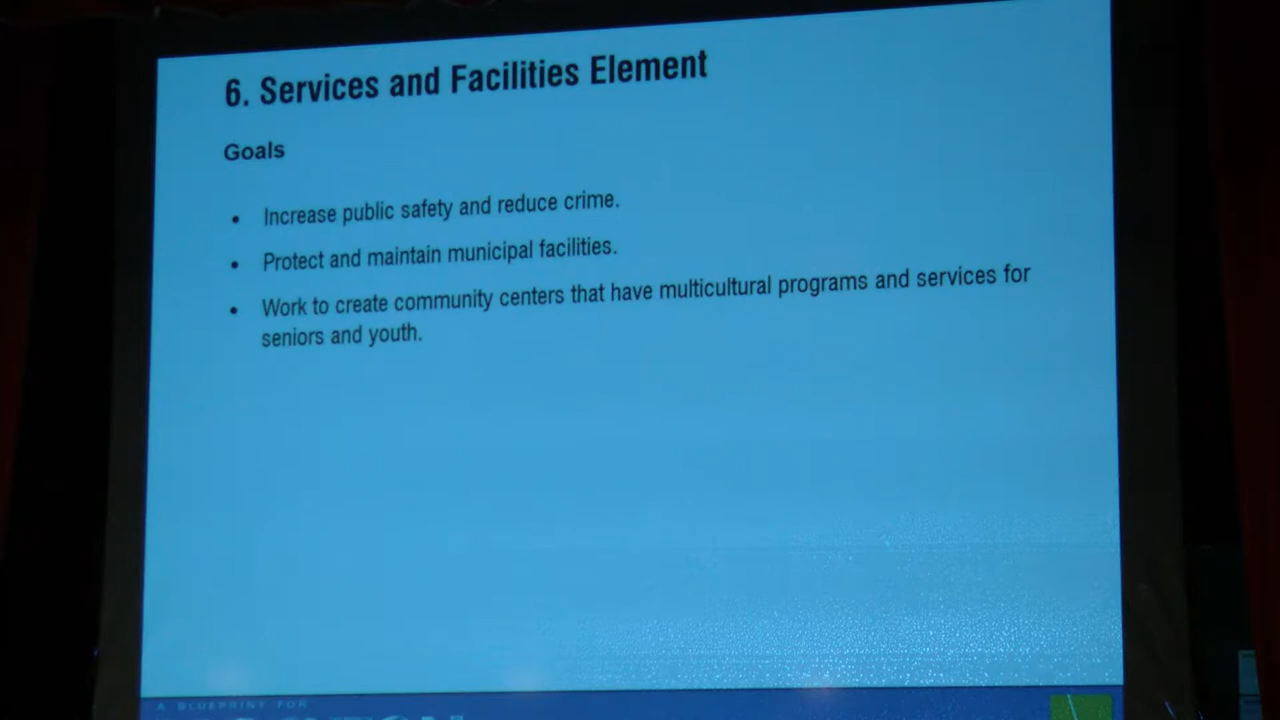 6. Services and Facilities Element
Goals
• Increase public safety and reduce crime.
• Protect and maintain municipal facilities.
• Work to create community centers that have multicultural programs and services for
seniors and youth.
A BLUEPRINT FOR